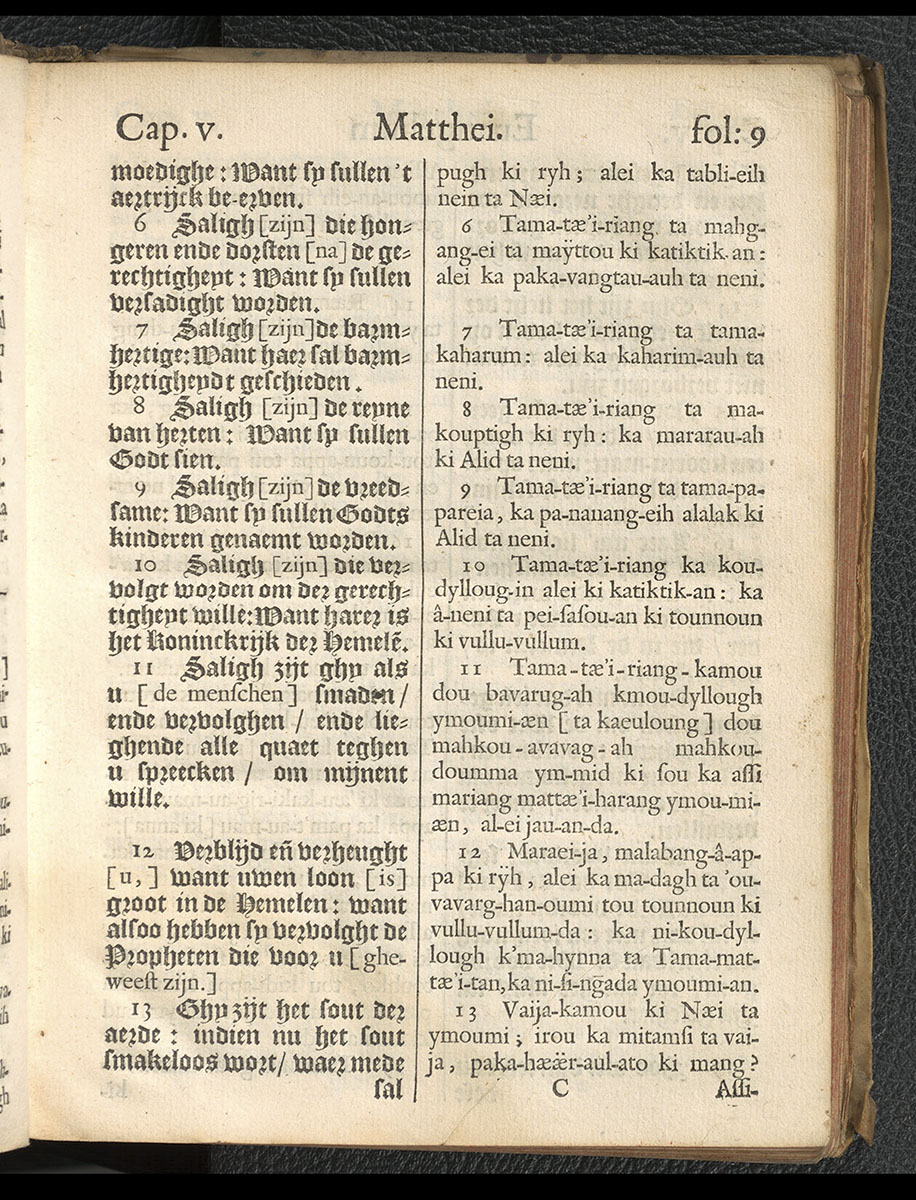 Cap. v. Matthei. fol: 9
moedighe : Want sy sullen 't
aertrijck be-erven.
6 Saligh [zijn] die hon-
geren ende dorsten [na] de ge-
rechtigheyt : Want sy sullen
versadight worden.
7 Saligh [zijn] de barm-
hertige: Want haer sal barm-
hertigheydt geschieden.
8 Saligh [zijn] de reyne
van herten : Want sy sullen
Godt sien.
9 Saligh [zijn] de vreed-
same: Want sy sullen Godts
kinderen genaemt worden.
10 Saligh [zijn] die ver-
volgt worden om der gerech-
tigheyt wille: Want harer is
het Koninckrijk der Hemelẽ.
11 Saligh zijt ghy als
u [de menschen] smaden /
ende vervolghen / ende lie-
ghende alle quaet teghen
u spreecken / om mijnent
wille.
12 Verblijd eñ verheught
[u,] want uwen loon [is]
groot in de Hemelen : want
alsoo hebben sy vervolght de
Propheten die voor u [ghe-
weest zijn.]
13 Ghy zijt het sout der
aerde : indien nu het sout
smakeloos wort / waer mede
sal
pugh ki ryh ; alei ka tabli-eih
nein ta Næi.
6 Tama-tæ'i-riang ta mahg-
ang-ei ta maÿttou ki katiktik-an :
alei ka paka-vangtau-auh ta neni.
7 Tama-tæ'i-riang ta tama-
kaharum : alei ka kaharim-auh ta
neni.
8 Tama-tæ'i-riang ta ma-
kouptigh ki ryh : ka mararau-ah
ki Alid ta neni.
9 Tama-tæ'i-riang ta tama-pa-
pareia, ka pa-nanang-eih alalak ki
Alid ta neni.
10 Tama-tæ'i-riang ka kou-
dylloug-in alei ki katiktik-an : ka
â-neni ta pei-ſaſou-an ki tounnoun
ki vullu-vullum.
11 Tama-tæ'i-riang-kamou
dou bavarug-ah kmou-dyllough
ymoumi-æn [ ta kaeuloung ] dou
mahkou-avavag-ah mahkou-
doumma ym-mid ki ſou ka aſſi
mariang mattæ'i-harang ymou-mi-
æn, al-ei jau-an-da.
12 Maraei-ja, malabang-â-ap-
pa ki rÿh, alei ka ma-dagh ta 'ou-
vavarg-han-oumi tou tounnoun ki
vullu-vullum-da : ka ni-kou-dyl-
lough k'ma-hynna ta Tama-mat-
tæ'i-tan, ka ni-ſi-ng̃ada ymoumi-an.
13 Vaija-kamou ki Næi ta
ymoumi ; irou ka mitamſi ta vai-
ja, paka-hæær-aul-ato ki mang ?
C Aſſi-